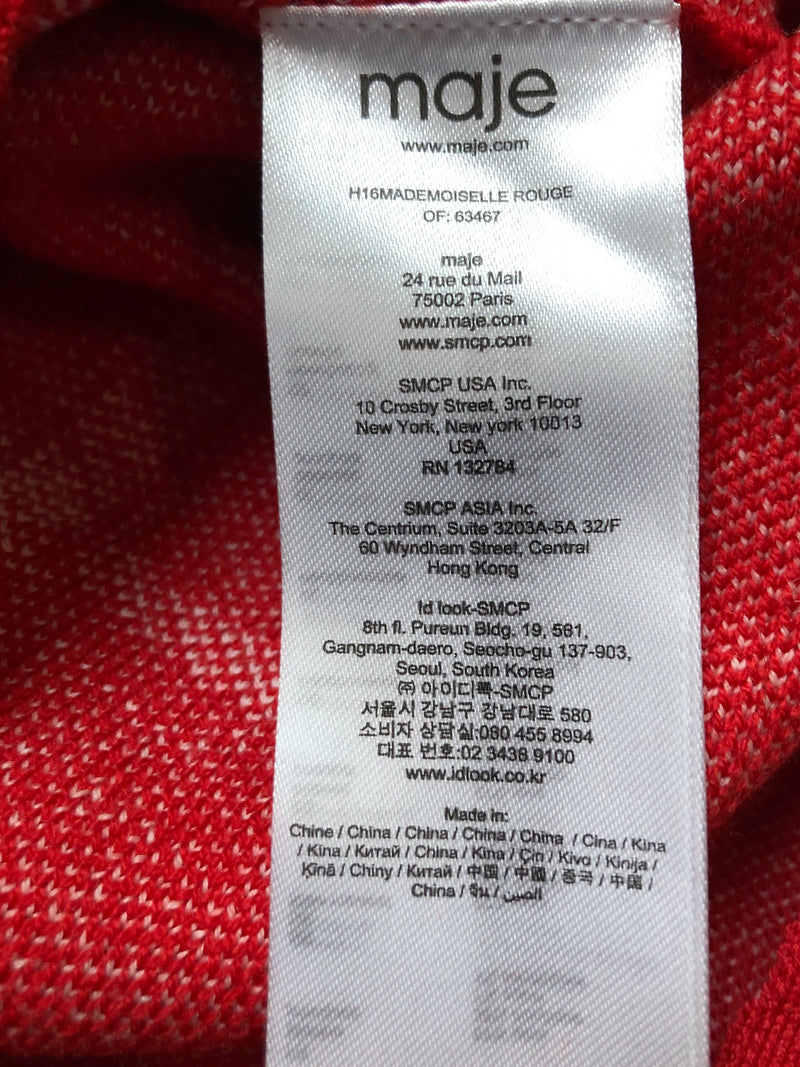 maje
www.maje.com
H16MADEMOISELLE ROUGE
OF: 63467
maje
24 rue du Mail
75002 Paris
www.maje.com
www.smcp.com
SMCP USA Inc.
10 Crosby Street, 3rd Floor
New York, New york 10013
USA
RN 132784
SMCP ASIA Inc.
The Centrium, Suite 3203A-5A 32/F
60 Wyndham Street, Central
Hong Kong
Id look-SMCP
8th fl. Pureun Bldg. 19, 581,
Gangnam-daero, Seocho-gu 137-903,
Seoul, South Korea
㈜ 아이디룩-SMCP
서울시 강남구 강남대로 580
소비자 상담실:080 455 8994
대표 번호:02 3438 9100
www.idlook.co.kr
Made in:
Chine / China / China / China / China / Cina / Kina
/ Kina / Китай / China / Kina / Çin / Kivα / Kinija /
Ķīnā / Chiny / Китай / 中国 / 中國 / 중국 / 中国 /
China / จีน / الصين